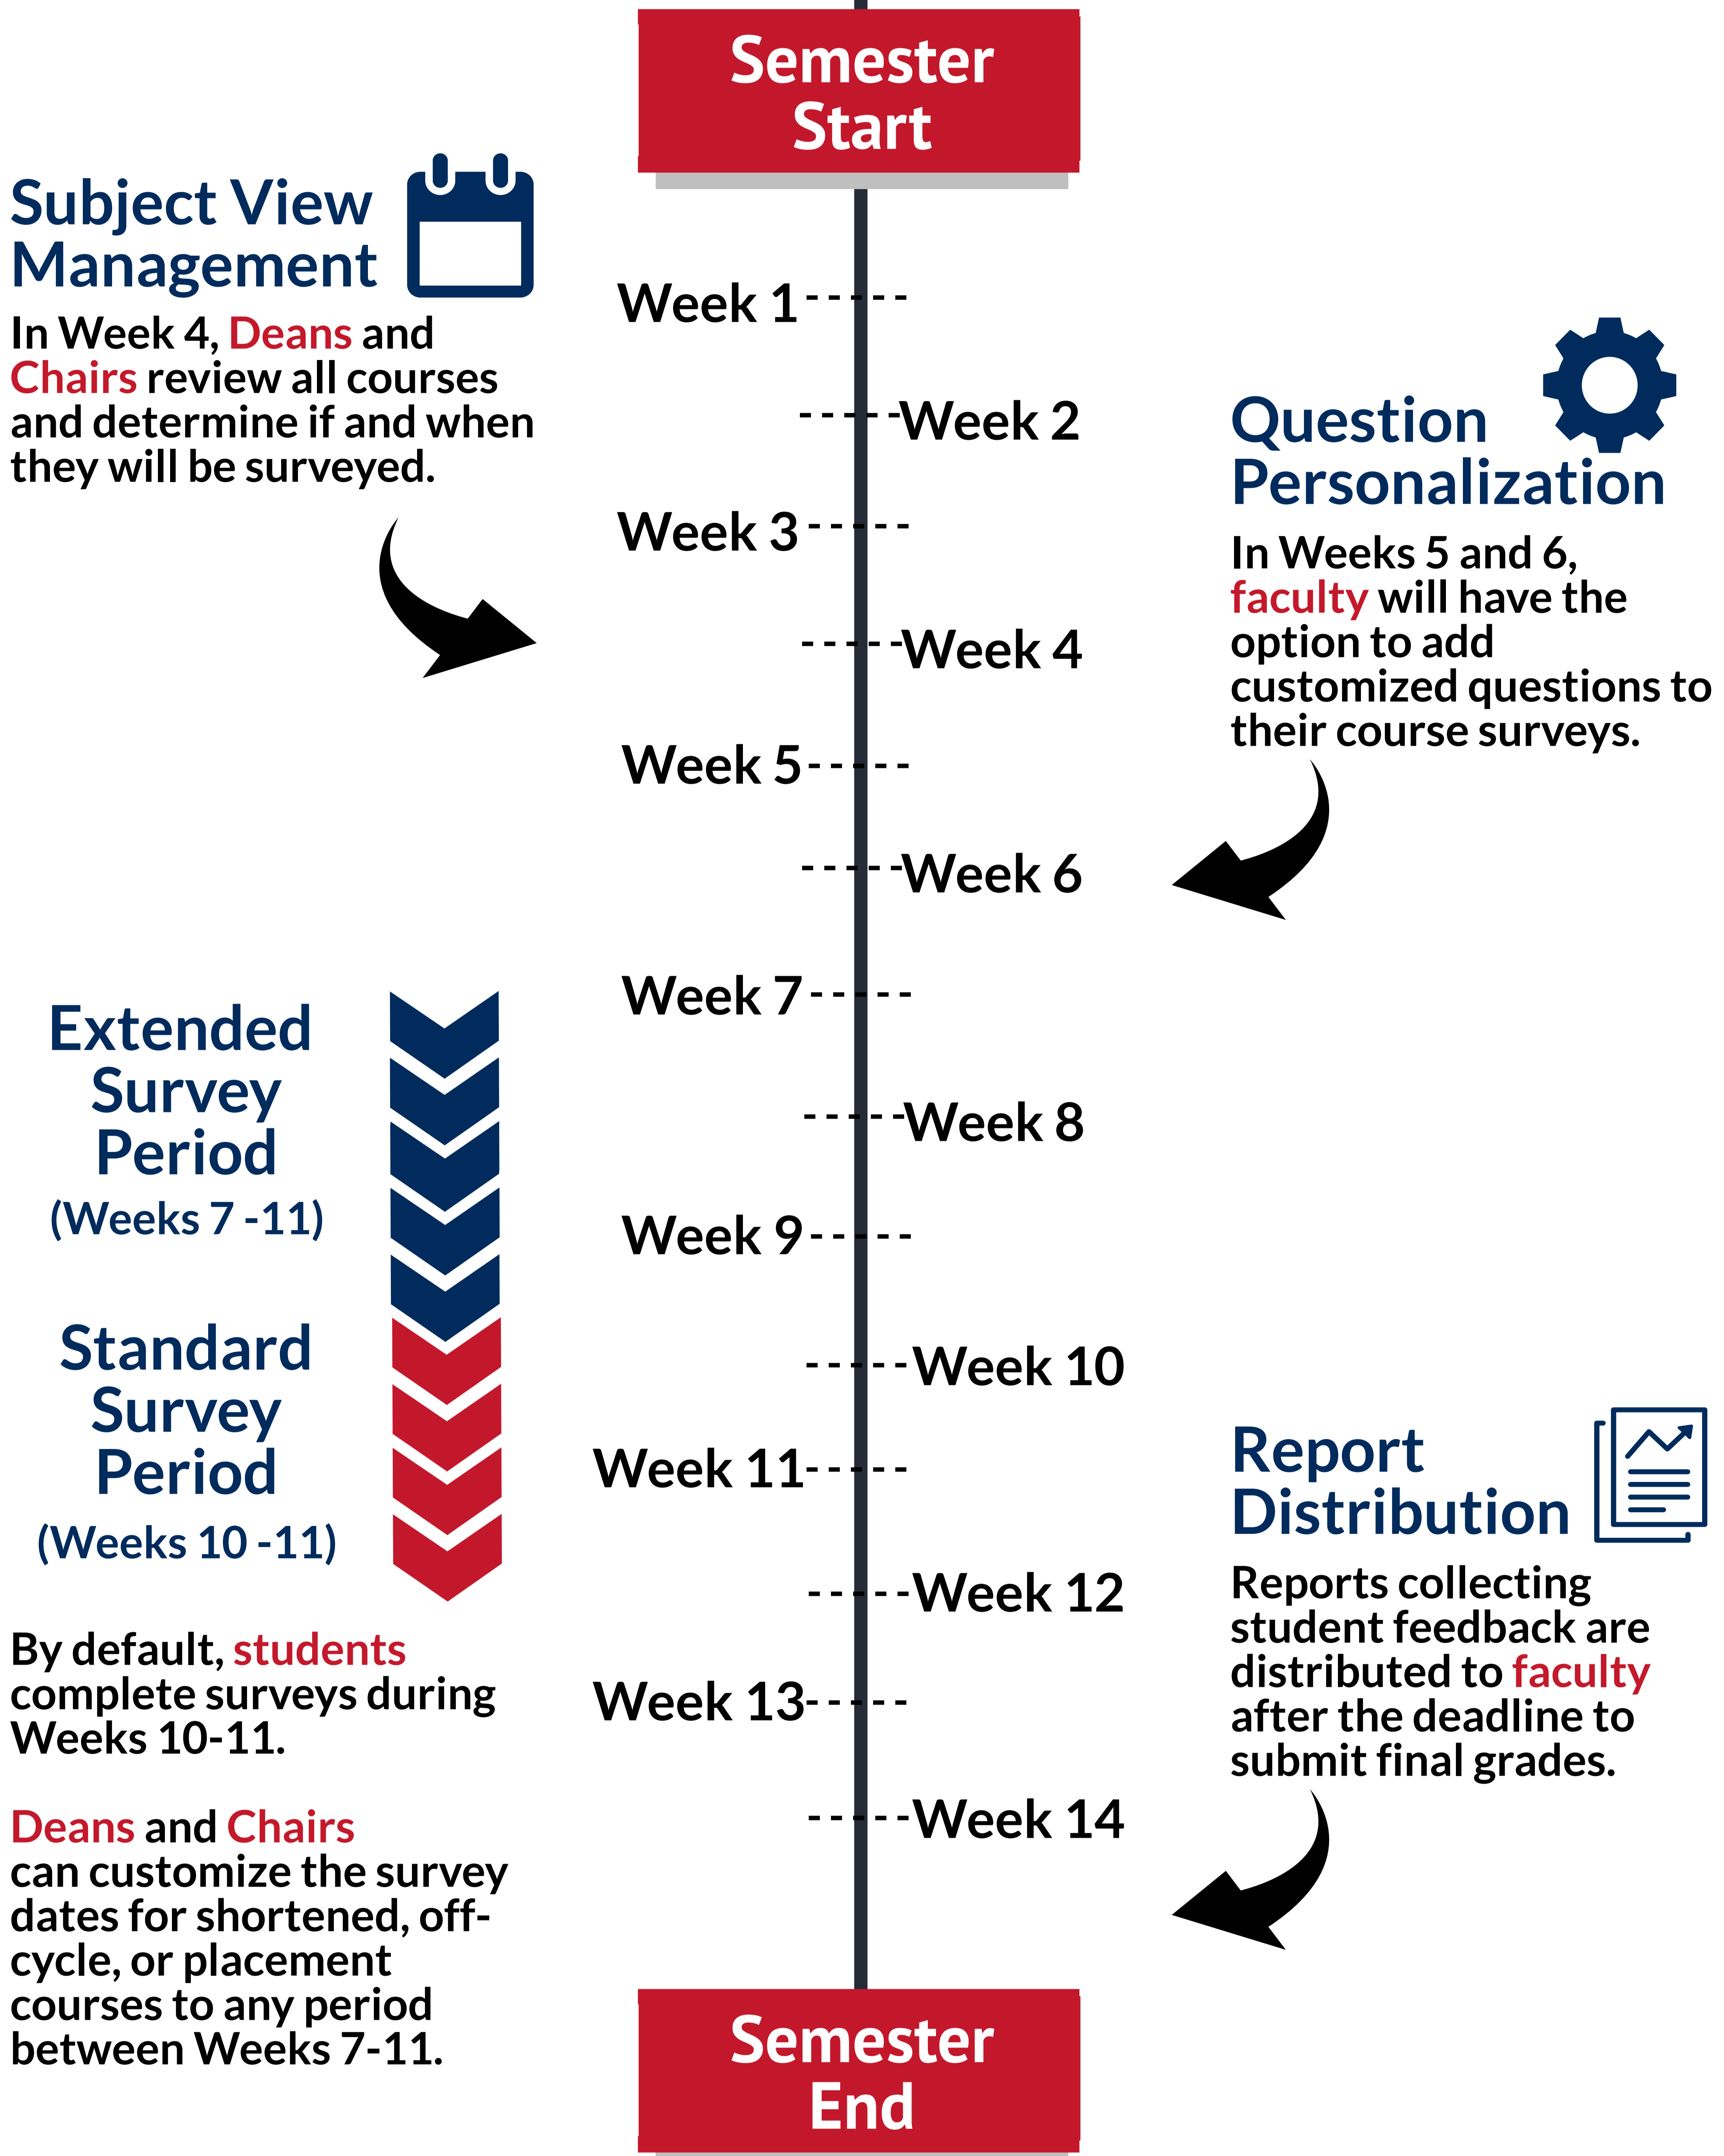 Semester
Start
Subject View
Management
In Week 4, Deans and
Chairs review all courses
and determine if and when
they will be surveyed.
Week 1
Week 2
Question
Personalization
In Weeks 5 and 6,
faculty will have the
option to add
customized questions to
their course surveys.
Week 3
Week 4
Week 5
Week 6
Week 7
Extended
Survey
Period
(Weeks 7 -11)
Week 8
Week 9
Standard
Survey
Period
(Weeks 10 -11)
Week 10
Week 11
Report
Distribution
Reports collecting
student feedback are
distributed to faculty
after the deadline to
submit final grades.
Week 12
By default, students
complete surveys during
Weeks 10-11.
Week 13
Week 14
Deans and Chairs
can customize the survey
dates for shortened, off-
cycle, or placement
courses to any period
between Weeks 7-11.
Semester
End